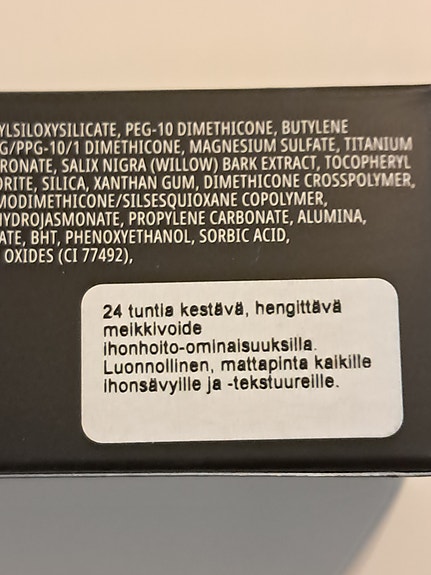 YLSILOXYSILICATE, PEG-10 DIMETHICONE, BUTYLENE
G/PPG-10/1 DIMETHICONE, MAGNESIUM SULFATE, TITANIUM
RONATE, SALIX NIGRA (WILLOW) BARK EXTRACT, TOCOPHERYL
ORITE, SILICA, XANTHAN GUM, DIMETHICONE CROSSPOLYMER,
MODIMETHICONE/SILSESQUIOXANE COPOLYMER,
HYDROJASMONATE, PROPYLENE CARBONATE, ALUMINA,
ATE, BHT, PHENOXYETHANOL, SORBIC ACID,
OXIDES (CI 77492),
24 tuntia kestävä, hengittävä
meikkivoide
ihonhoito-ominaisuuksilla.
Luonnollinen, mattapinta kaikille
ihonsävyille ja -tekstuureille.